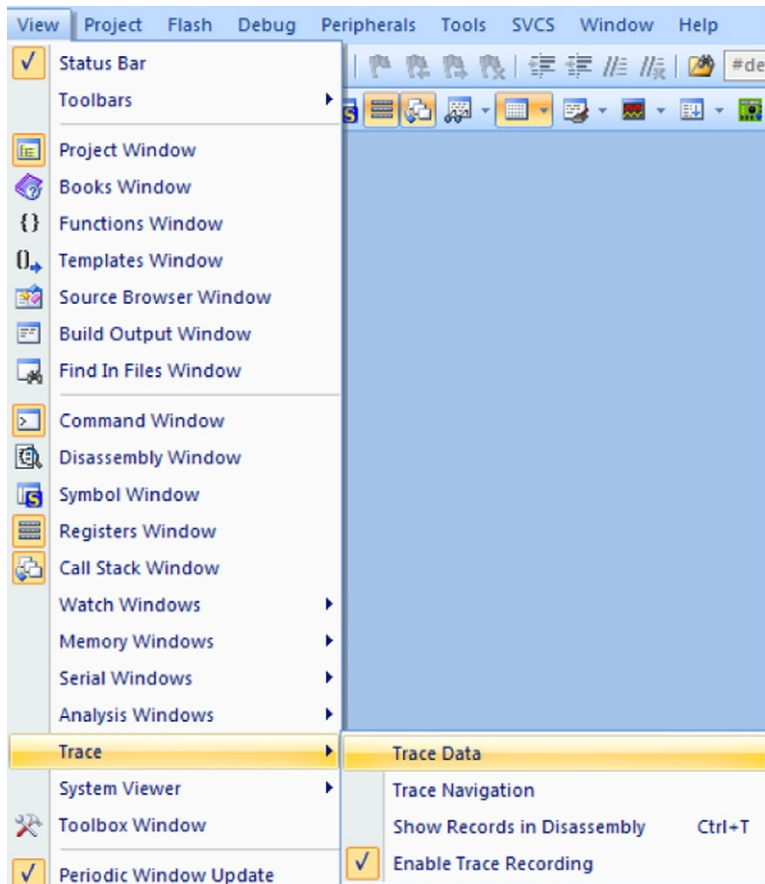 View Project Flash Debug Peripherals Tools SVCS Window Help
Status Bar
#de
Toolbars
Project Window
Books Window
{} Functions Window
Templates Window
Source Browser Window
Build Output Window
Find In Files Window
Command Window
Disassembly Window
Symbol Window
Registers Window
Call Stack Window
Watch Windows
Memory Windows
Serial Windows
Analysis Windows
Trace
Trace Data
System Viewer
Trace Navigation
Toolbox Window
Show Records in Disassembly Ctrl+T
Periodic Window Update
Enable Trace Recording